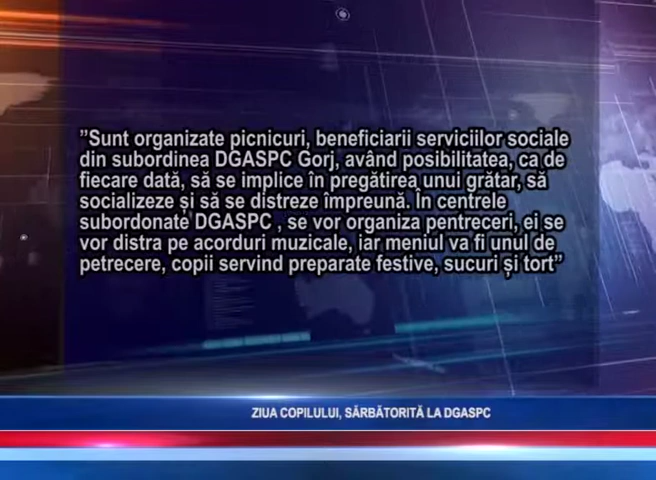 ”Sunt organizate picnicuri, beneficiarii serviciilor sociale
din subordinea DGASPC Gorj, având posibilitatea, ca de
fiecare dată, să se implice în pregătirea unui grătar, să
socializeze și să se distreze împreună. În centrele
subordonate DGASPC , se vor organiza pentreceri, ei se
vor distra pe acorduri muzicale, iar meniul va fi unul de
petrecere, copii servind preparate festive, sucuri și tort”
ZIUA COPILULUI, SĂRBĂTORITĂ LA DGASPC